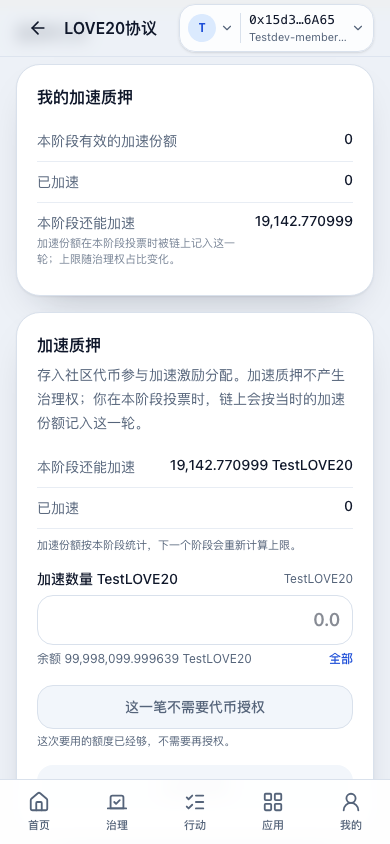 LOVE20协议
T
0x15d3…6A65
Testdev-member…
我的加速质押
本阶段有效的加速份额
0
已加速
0
本阶段还能加速
19,142.770999
加速份额在本阶段投票时被链上记入这一
轮；上限随治理权占比变化。
加速质押
存入社区代币参与加速激励分配。加速质押不产生
治理权；你在本阶段投票时，链上会按当时的加速
份额记入这一轮。
本阶段还能加速
19,142.770999 TestLOVE20
已加速
0
加速份额按本阶段统计，下一个阶段会重新计算上限。
加速数量 TestLOVE20
TestLOVE20
0.0
余额 99,998,099.999639 TestLOVE20
全部
这一笔不需要代币授权
这次要用的额度已经够，不需要再授权。
首页
治理
行动
应用
我的